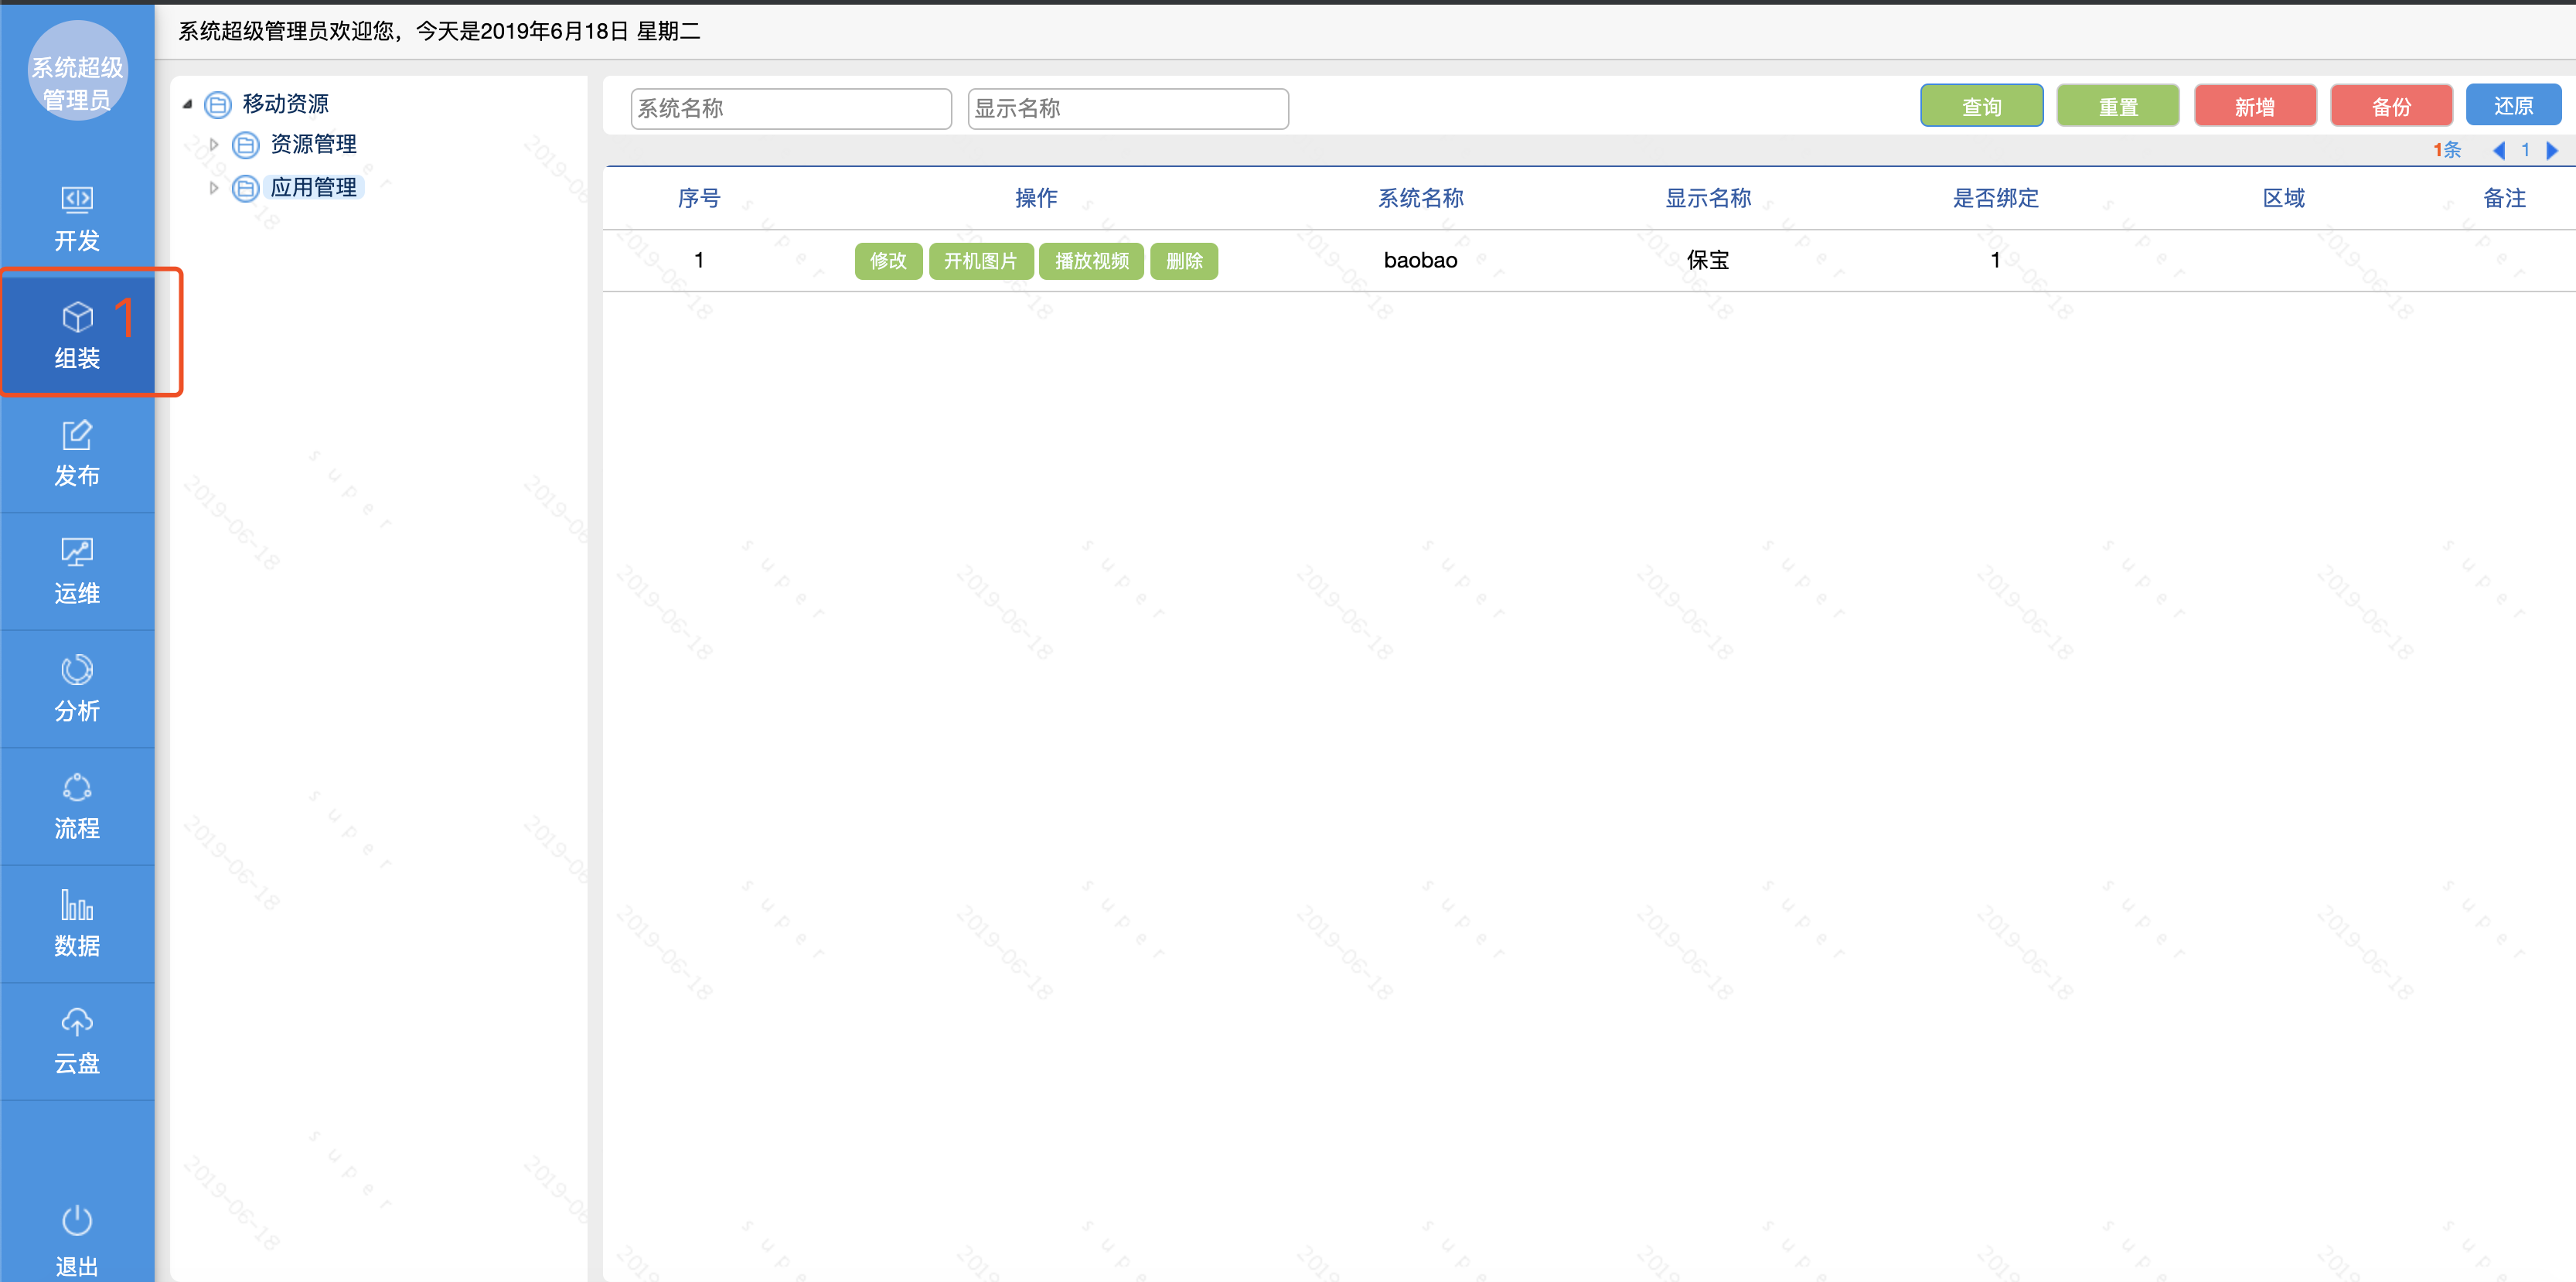 系统超级管理员欢迎您，今天是2019年6月18日 星期二
系统超级
管理员
开发
组装
1
发布
运维
分析
流程
数据
云盘
退出
移动资源
资源管理
应用管理
系统名称 显示名称 查询 重置 新增 备份 还原
1条 1
序号 操作 系统名称 显示名称 是否绑定 区域 备注
1 修改 开机图片 播放视频 删除 baobao 保宝 1
2019-06-18
super